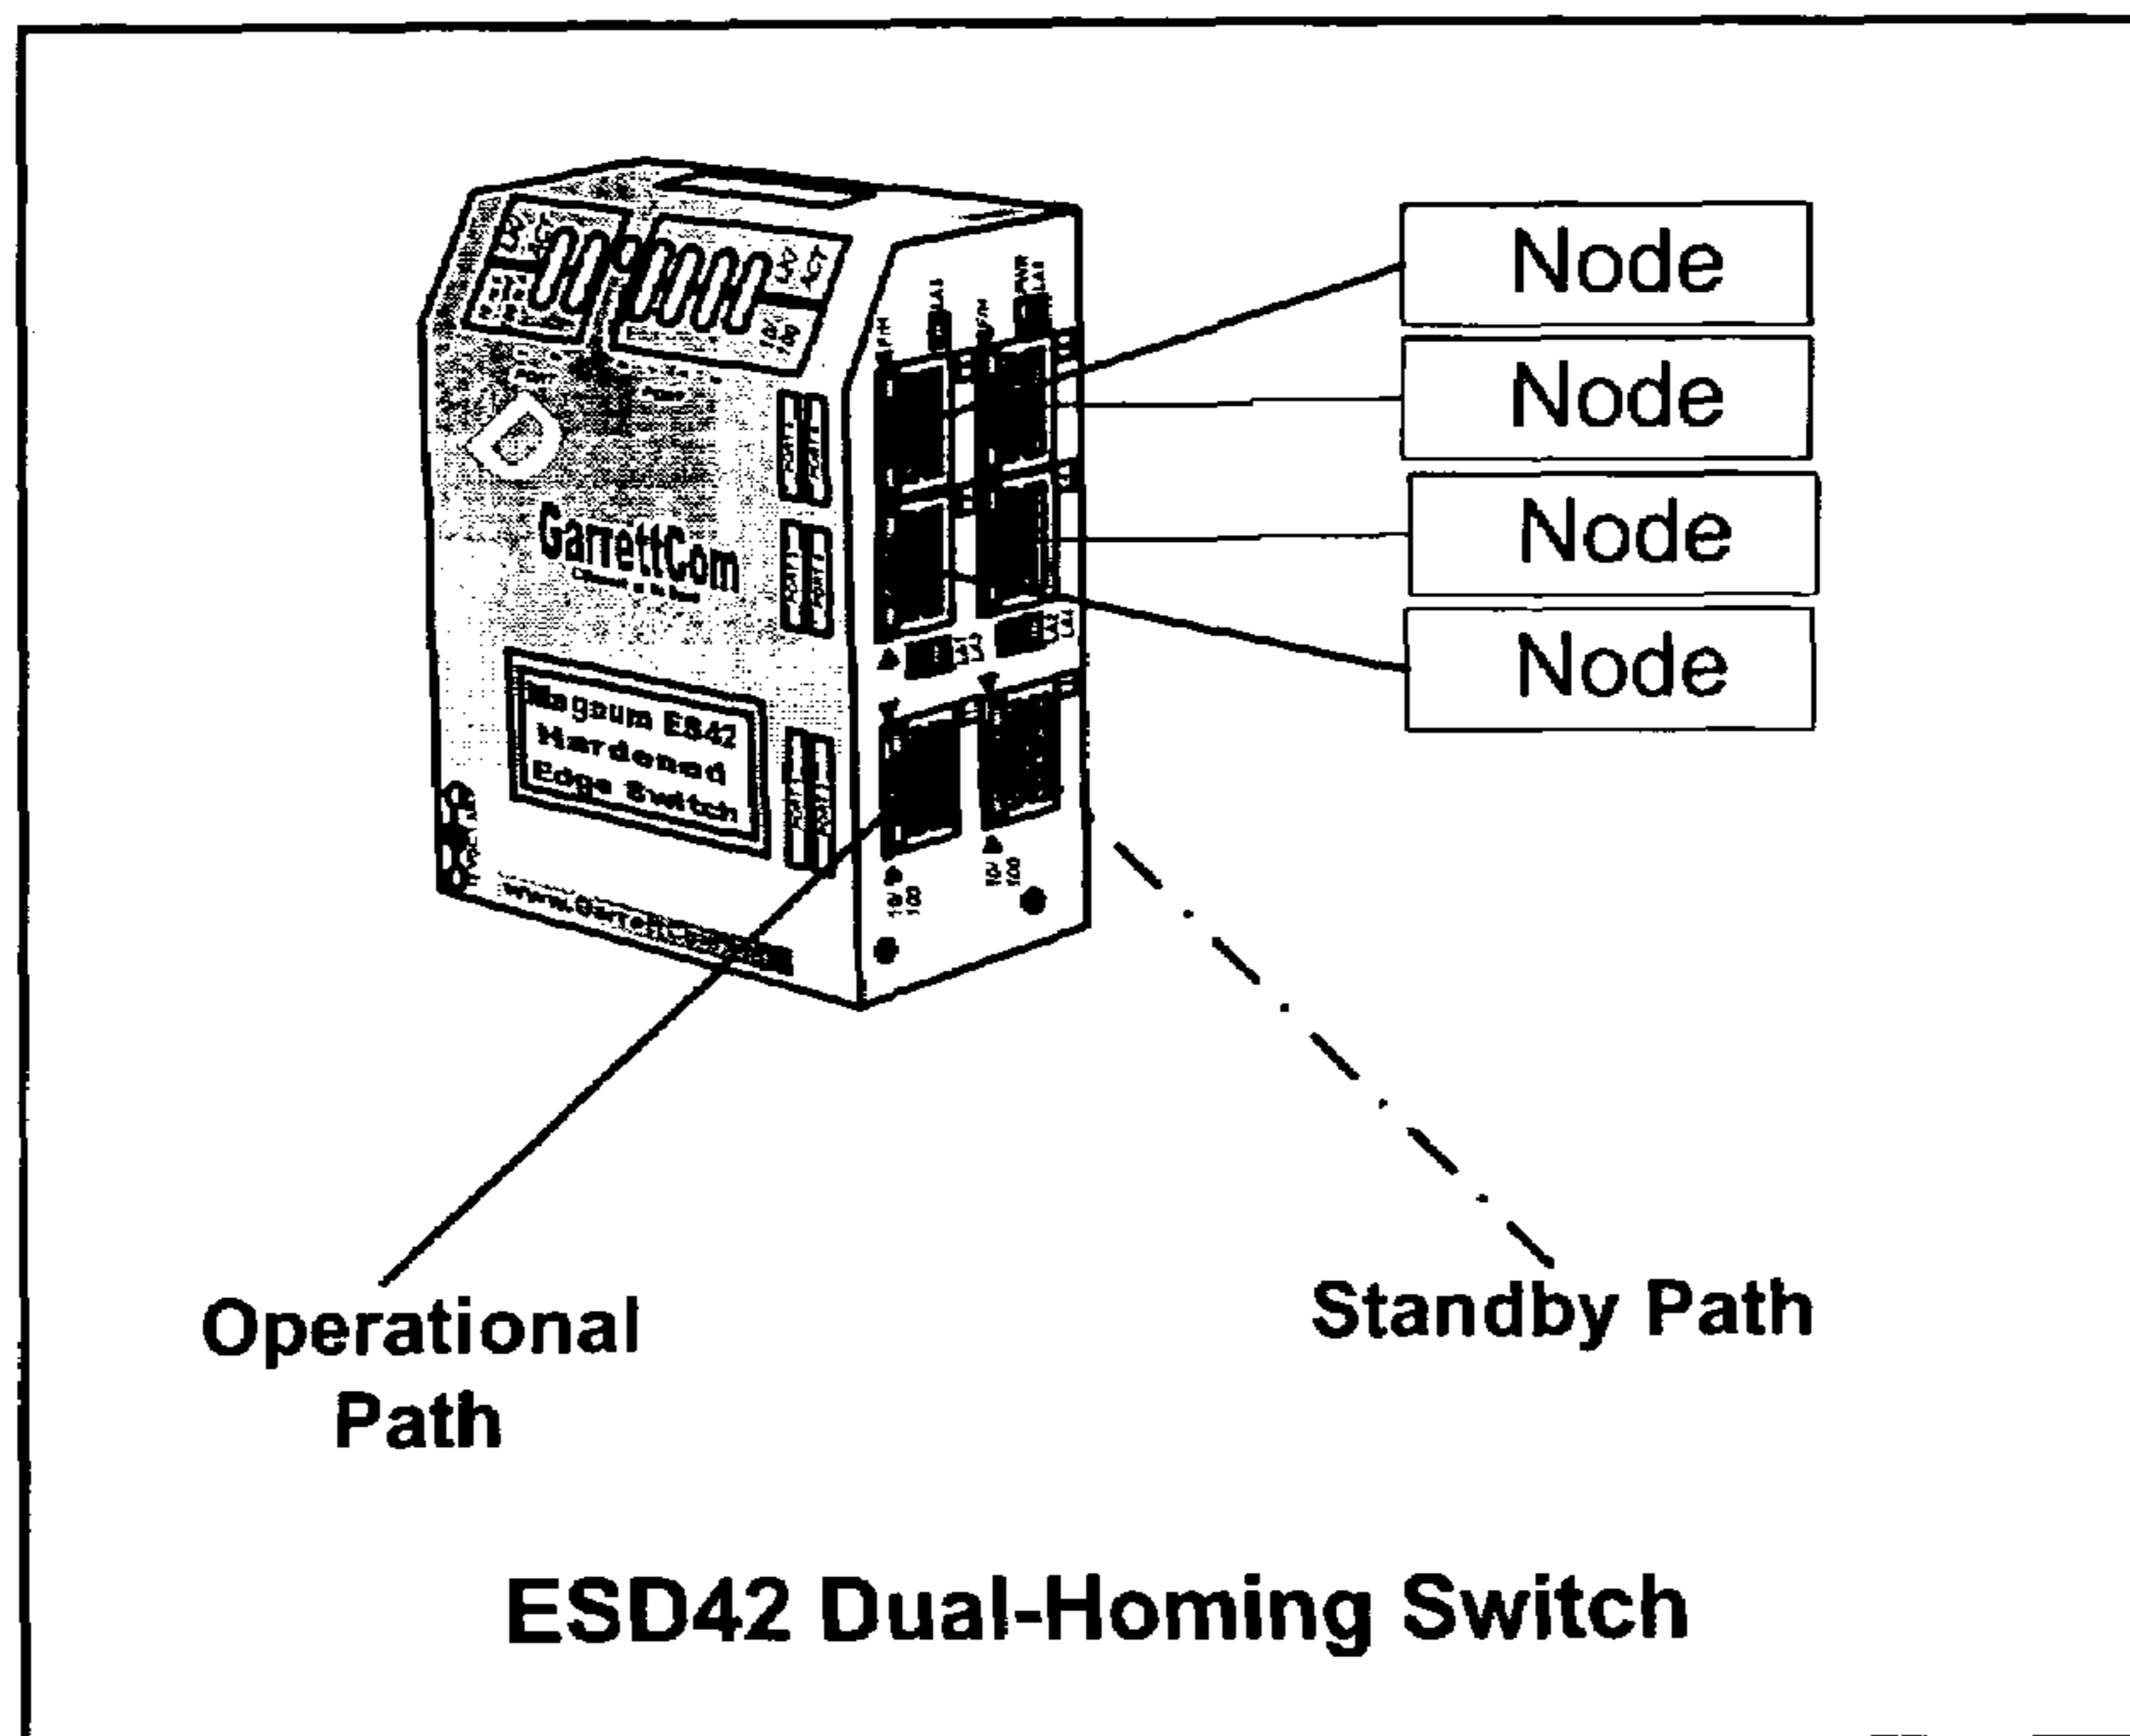 Node
Node
Node
Node
GarrettCom
Magnum ES42
Hardened
Edge Switch
Operational
Path
Standby Path
ESD42 Dual-Homing Switch